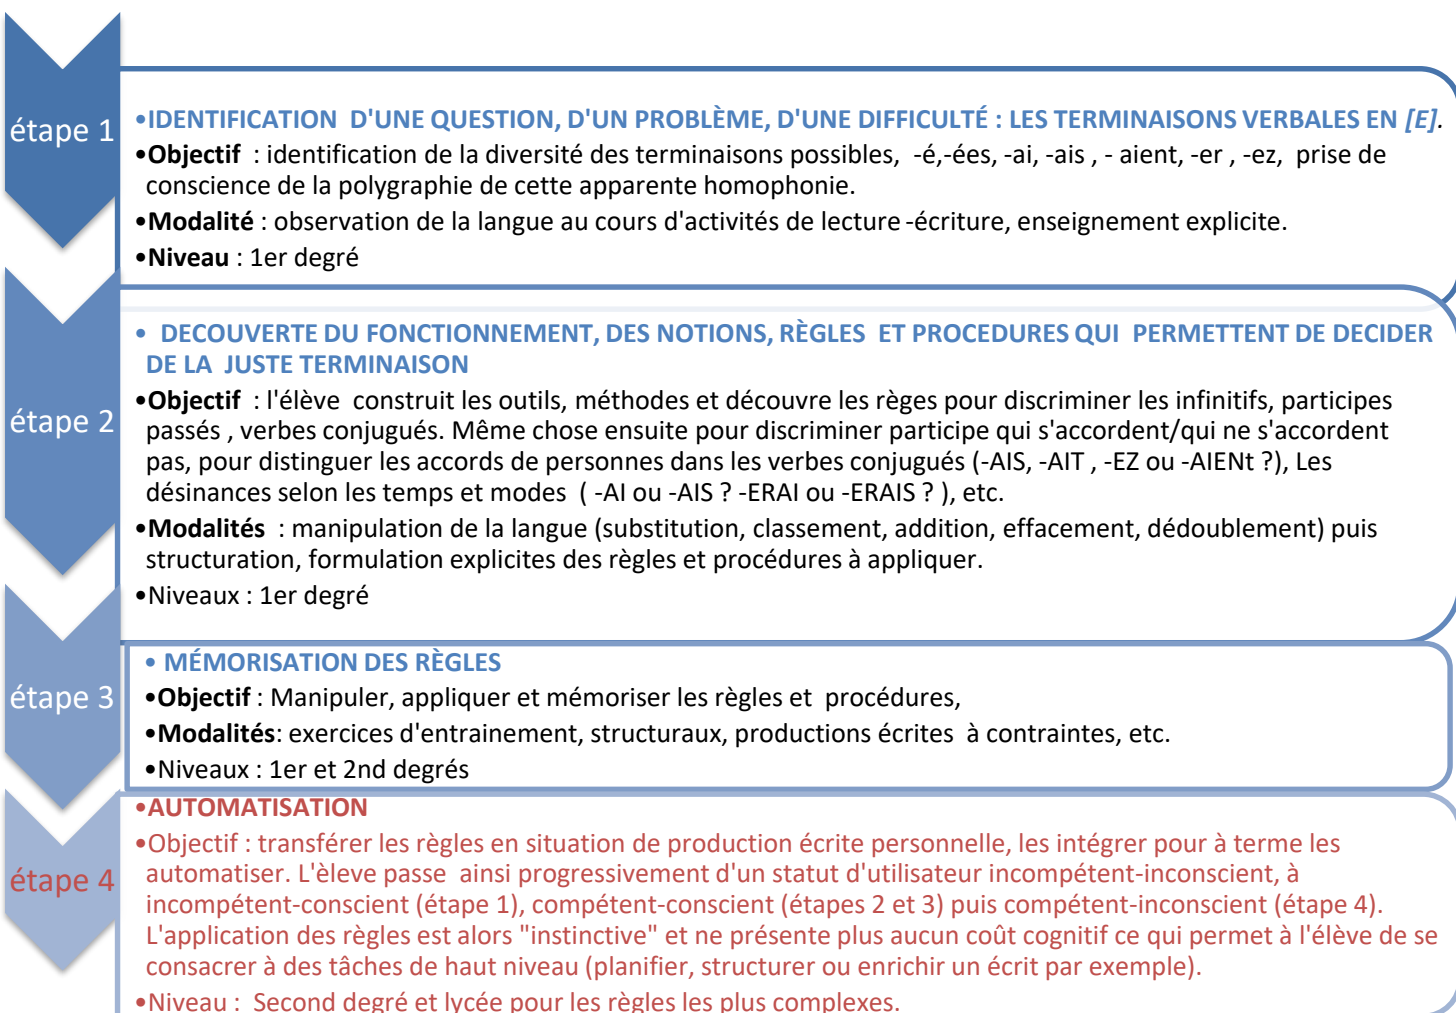 étape 1
•IDENTIFICATION D'UNE QUESTION, D'UN PROBLÈME, D'UNE DIFFICULTÉ : LES TERMINAISONS VERBALES EN [E].
•Objectif : identification de la diversité des terminaisons possibles, -é,-ées, -ai, -ais , - aient, -er , -ez, prise de
conscience de la polygraphie de cette apparente homophonie.
•Modalité : observation de la langue au cours d'activités de lecture -écriture, enseignement explicite.
•Niveau : 1er degré
étape 2
• DECOUVERTE DU FONCTIONNEMENT, DES NOTIONS, RÈGLES ET PROCEDURES QUI PERMETTENT DE DECIDER
DE LA JUSTE TERMINAISON
•Objectif : l'élève construit les outils, méthodes et découvre les règes pour discriminer les infinitifs, participes
passés , verbes conjugués. Même chose ensuite pour discriminer participe qui s'accordent/qui ne s'accordent
pas, pour distinguer les accords de personnes dans les verbes conjugués (-AIS, -AIT , -EZ ou -AIENt ?), Les
désinances selon les temps et modes ( -AI ou -AIS ? -ERAI ou -ERAIS ? ), etc.
•Modalités : manipulation de la langue (substitution, classement, addition, effacement, dédoublement) puis
structuration, formulation explicites des règles et procédures à appliquer.
•Niveaux : 1er degré
étape 3
• MÉMORISATION DES RÈGLES
•Objectif : Manipuler, appliquer et mémoriser les règles et procédures,
•Modalités: exercices d'entrainement, structuraux, productions écrites à contraintes, etc.
•Niveaux : 1er et 2nd degrés
étape 4
•AUTOMATISATION
•Objectif : transférer les règles en situation de production écrite personnelle, les intégrer pour à terme les
automatiser. L'èleve passe ainsi progressivement d'un statut d'utilisateur incompétent-inconscient, à
incompétent-conscient (étape 1), compétent-conscient (étapes 2 et 3) puis compétent-inconscient (étape 4).
L'application des règles est alors "instinctive" et ne présente plus aucun coût cognitif ce qui permet à l'élève de se
consacrer à des tâches de haut niveau (planifier, structurer ou enrichir un écrit par exemple).
•Niveau : Second degré et lycée pour les règles les plus complexes.